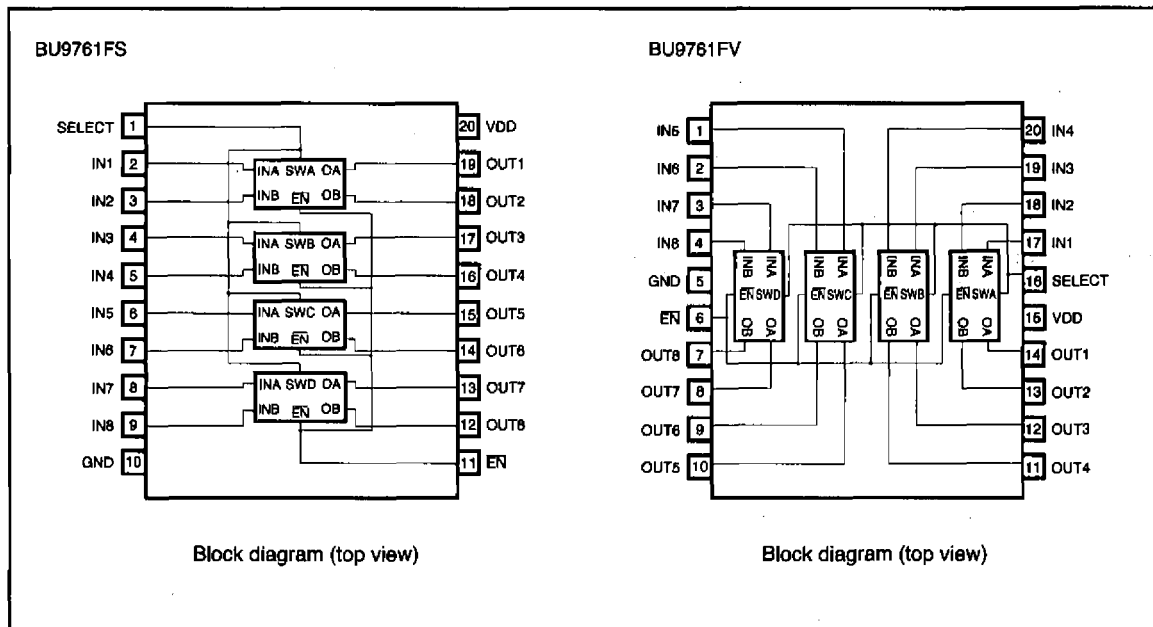 BU9761FS
SELECT 1
IN1 2
IN2 3
IN3 4
IN4 5
IN5 6
IN6 7
IN7 8
IN8 9
GND 10
20 VDD
19 OUT1
18 OUT2
17 OUT3
16 OUT4
15 OUT5
14 OUT6
13 OUT7
12 OUT8
11 EN
INA SWA OA
INB EN OB
INA SWB OA
INB EN OB
INA SWC OA
INB EN OB
INA SWD OA
INB EN OB
Block diagram (top view)
BU9761FV
IN5 1
IN6 2
IN7 3
IN8 4
GND 5
EN 6
OUT8 7
OUT7 8
OUT6 9
OUT5 10
20 IN4
19 IN3
18 IN2
17 IN1
16 SELECT
15 VDD
14 OUT1
13 OUT2
12 OUT3
11 OUT4
INB INA
EN SWD
OB OA
INB INA
EN SWC
OB OA
INB INA
EN SWB
OB OA
INB INA
EN SWA
OB OA
Block diagram (top view)